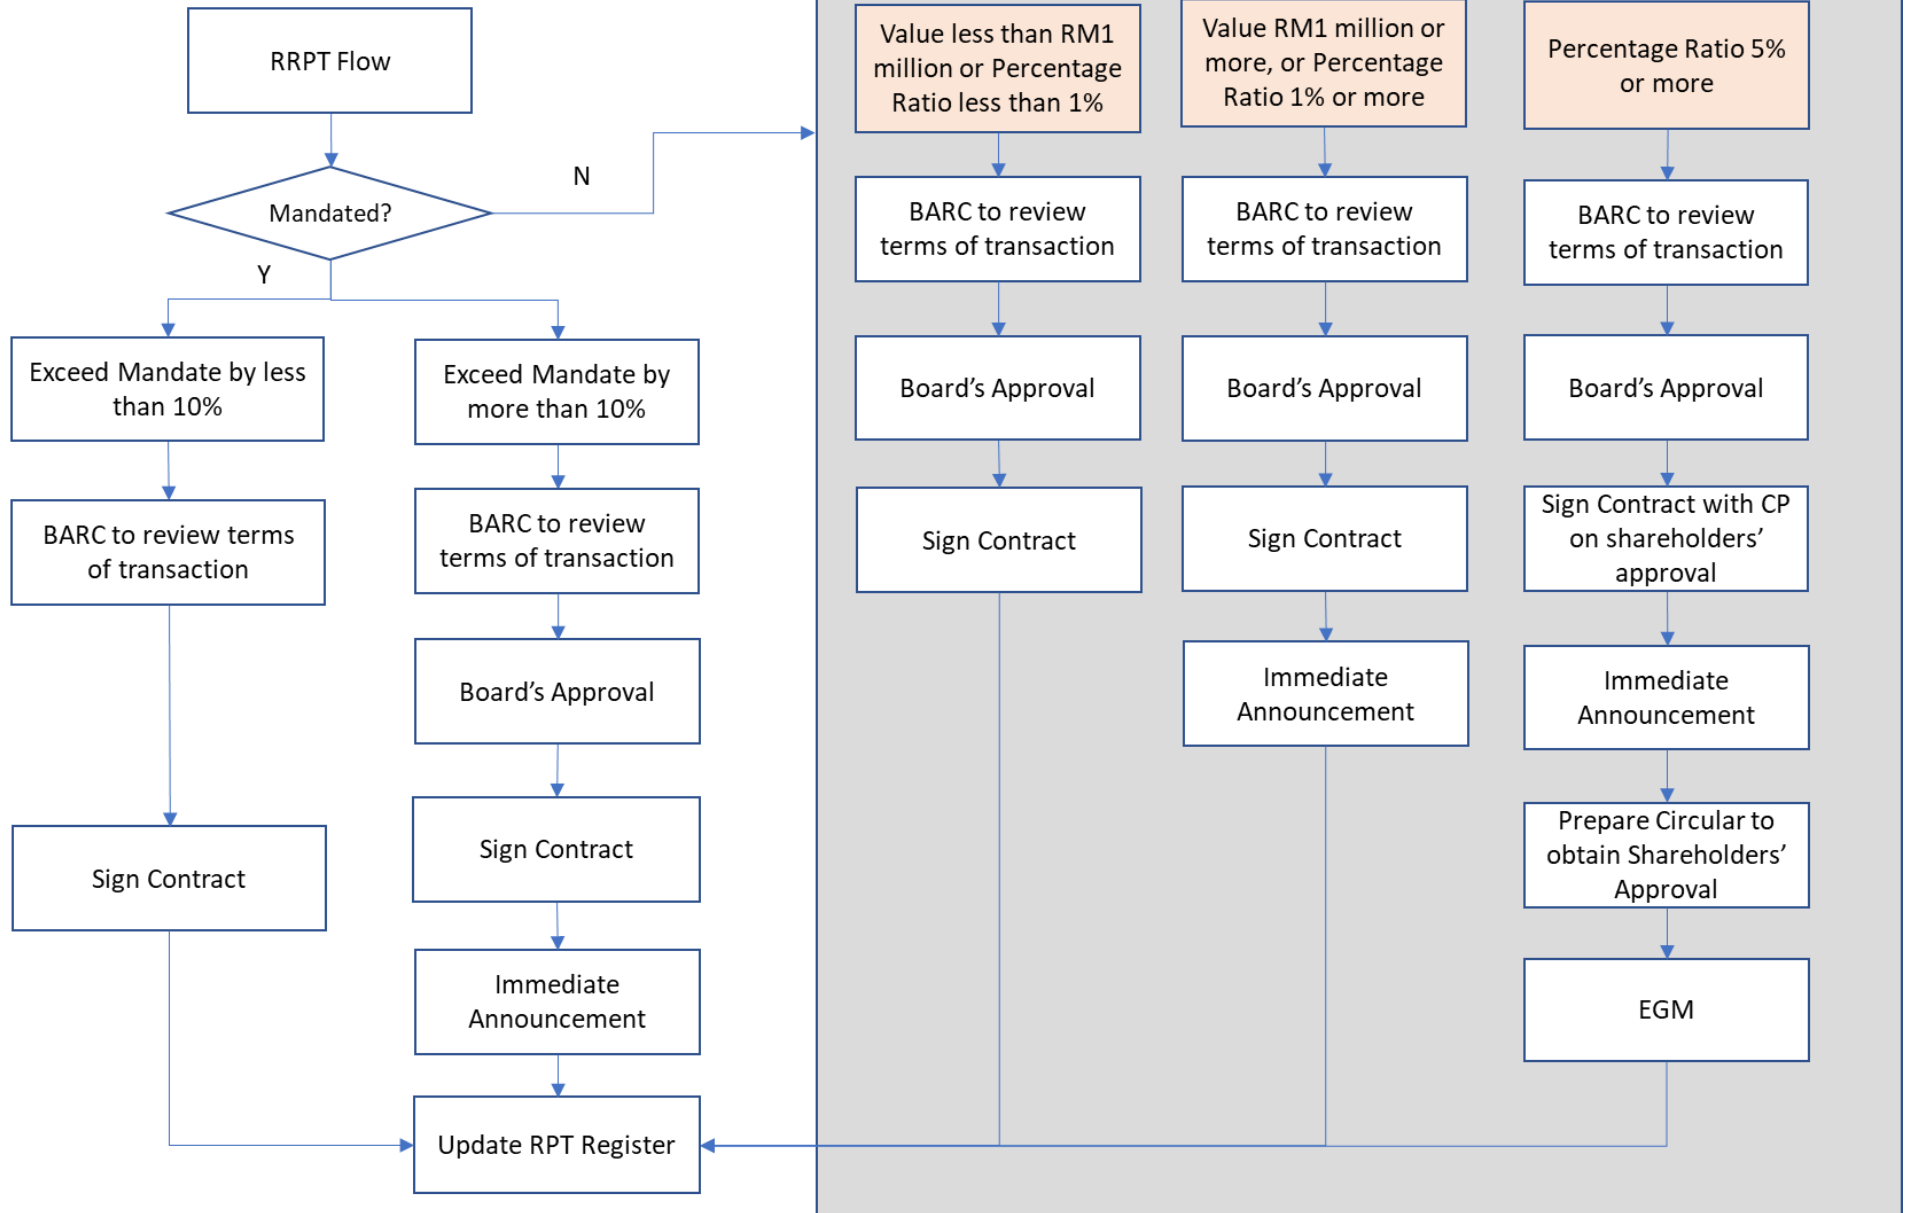 RRPT Flow
Mandated?
N
Y
Exceed Mandate by less
than 10%
BARC to review terms
of transaction
Sign Contract
Exceed Mandate by
more than 10%
BARC to review
terms of transaction
Board’s Approval
Sign Contract
Immediate
Announcement
Update RPT Register
Value less than RM1
million or Percentage
Ratio less than 1%
BARC to review
terms of transaction
Board’s Approval
Sign Contract
Value RM1 million or
more, or Percentage
Ratio 1% or more
BARC to review
terms of transaction
Board’s Approval
Sign Contract
Immediate
Announcement
Percentage Ratio 5%
or more
BARC to review
terms of transaction
Board’s Approval
Sign Contract with CP
on shareholders’
approval
Immediate
Announcement
Prepare Circular to
obtain Shareholders’
Approval
EGM